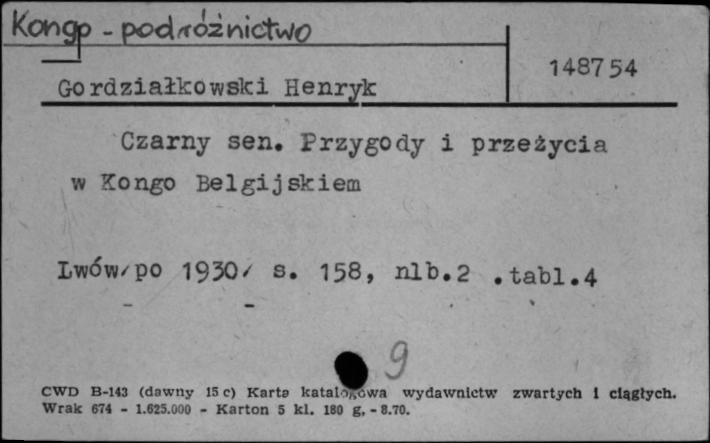 Kongo - podróżnictwo
148754
Gordziałkowski Henryk
Czarny sen. Przygody i przeżycia
w Kongo Belgijskiem
Lwów/po 1930/ s. 158, nlb.2 .tabl.4
9
CWD B-143 (dawny 15 c) Karta katalogowa wydawnictw zwartych i ciągłych.
Wrak 674 - 1.625.000 - Karton 5 kl. 180 g, - 8.70.